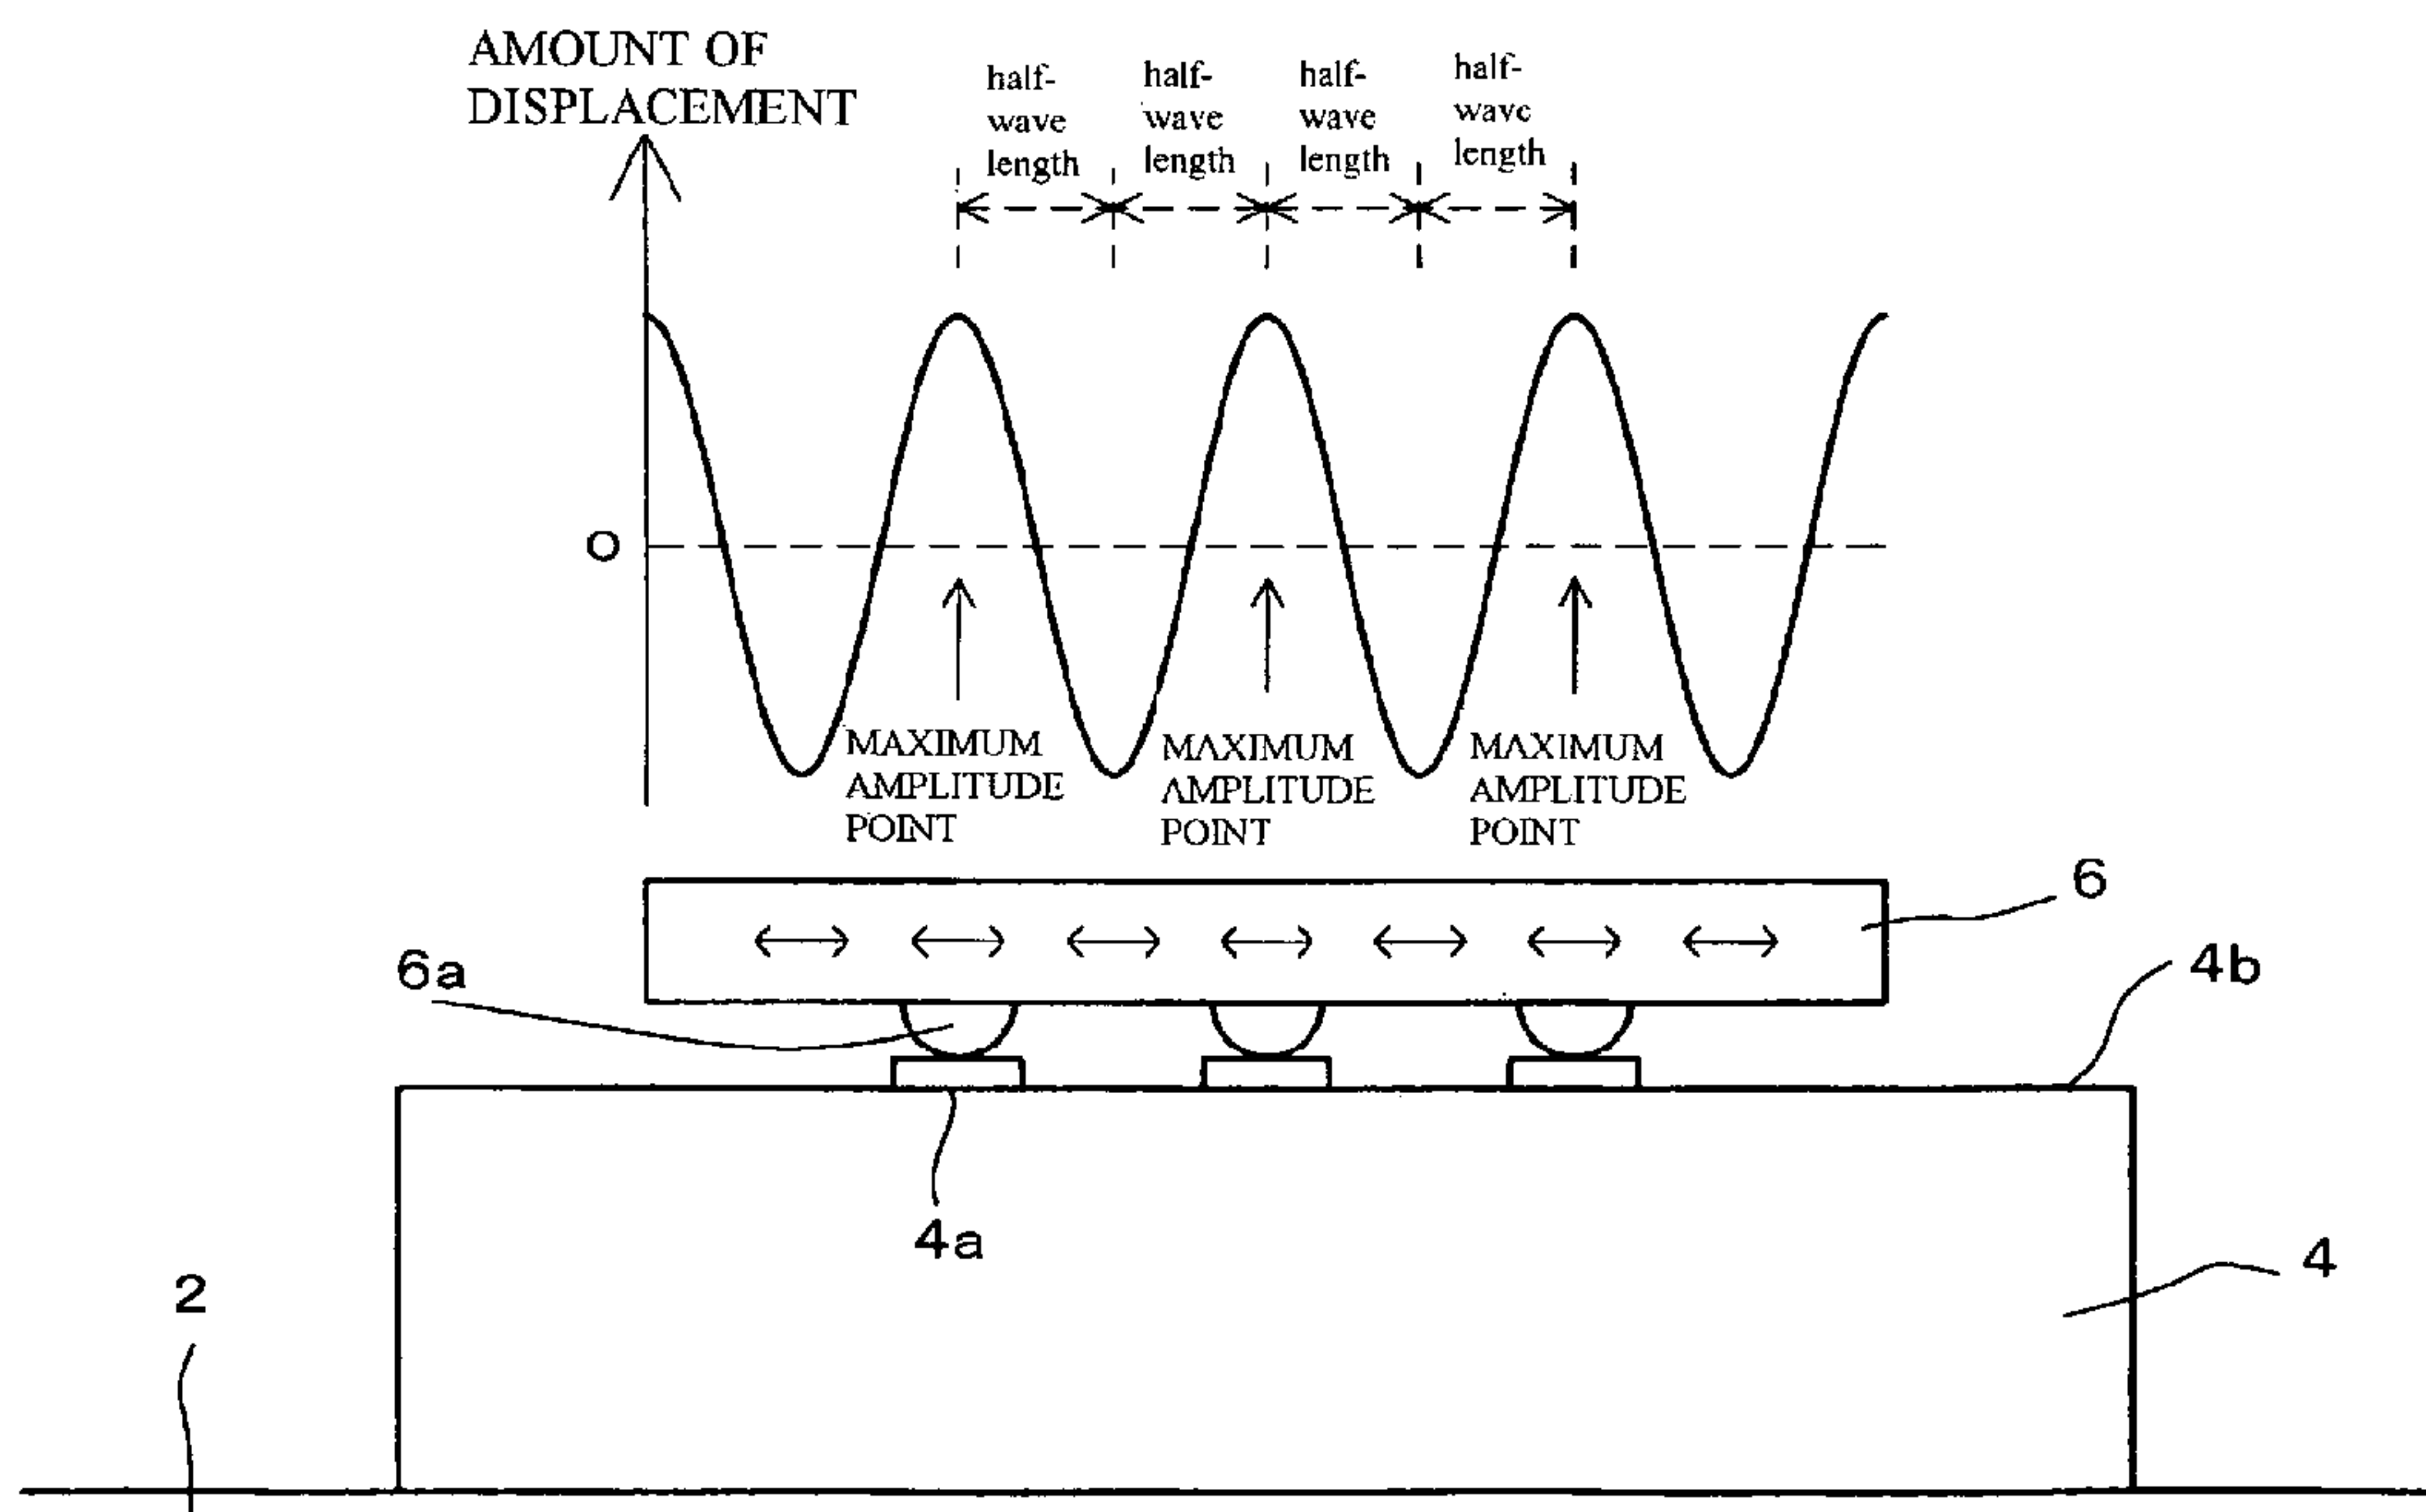 AMOUNT OF
DISPLACEMENT
half-
wave
length
half-
wave
length
half-
wave
length
half-
wave
length
O
MAXIMUM
AMPLITUDE
POINT
MAXIMUM
AMPLITUDE
POINT
MAXIMUM
AMPLITUDE
POINT
6
6a
4b
4a
2
4